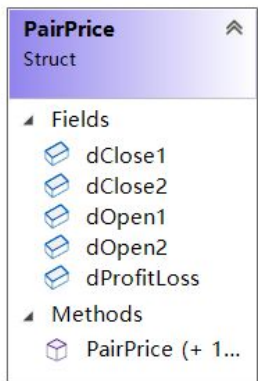 PairPrice
Struct
Fields
dClose1
dClose2
dOpen1
dOpen2
dProfitLoss
Methods
PairPrice (+ 1...